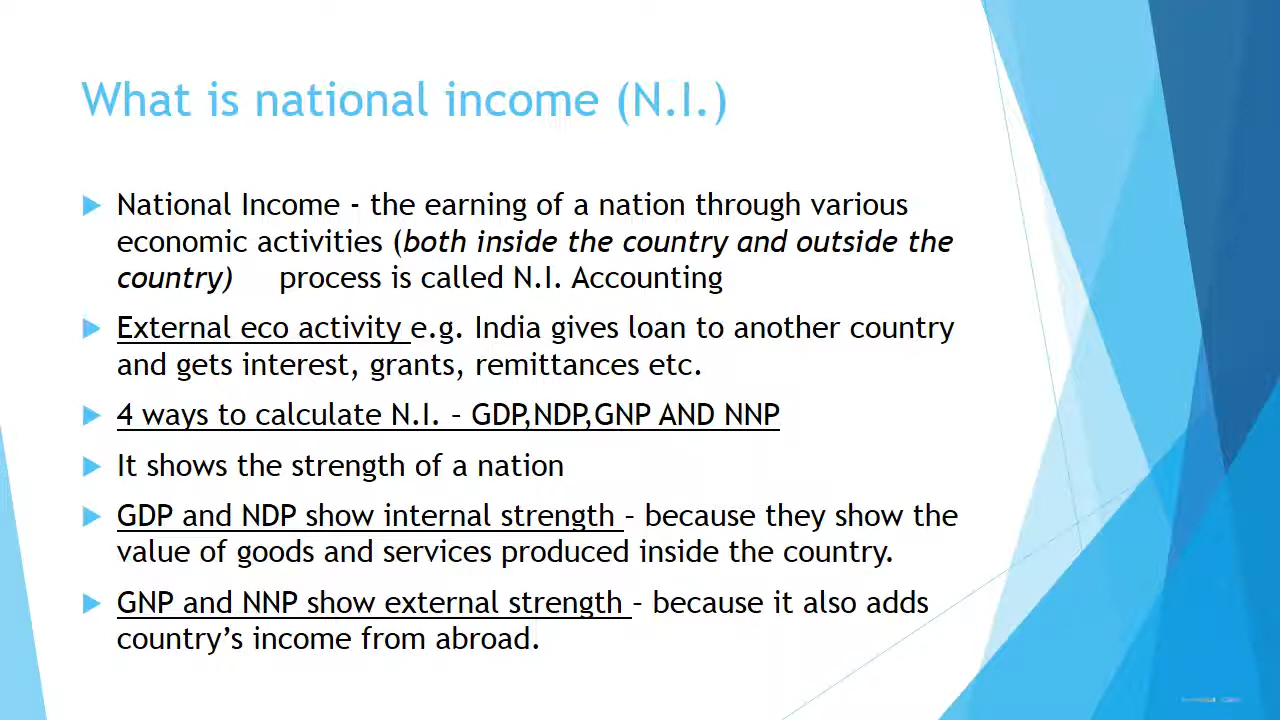 What is national income (N.I.)
National Income - the earning of a nation through various
economic activities (both inside the country and outside the
country) process is called N.I. Accounting
External eco activity e.g. India gives loan to another country
and gets interest, grants, remittances etc.
4 ways to calculate N.I. – GDP,NDP,GNP AND NNP
It shows the strength of a nation
GDP and NDP show internal strength – because they show the
value of goods and services produced inside the country.
GNP and NNP show external strength – because it also adds
country’s income from abroad.